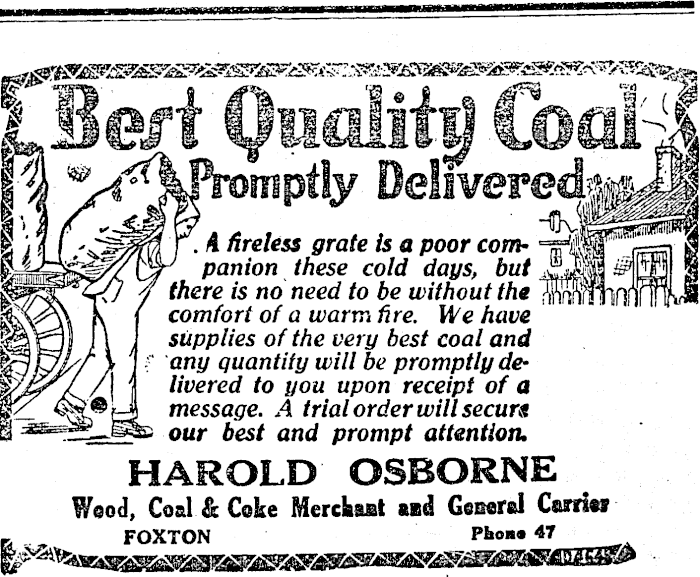 Best Quality Coal
Promptly Delivered
A fireless grate is a poor com-
panion these cold days, but
there is no need to be without the
comfort of a warm fire. We have
supplies of the very best coal and
any quantity will be promptly de-
livered to you upon receipt of a
message. A trial order will secure
our best and prompt attention.
HAROLD OSBORNE
Wood, Coal & Coke Merchant and General Carrier
FOXTON Phone 47